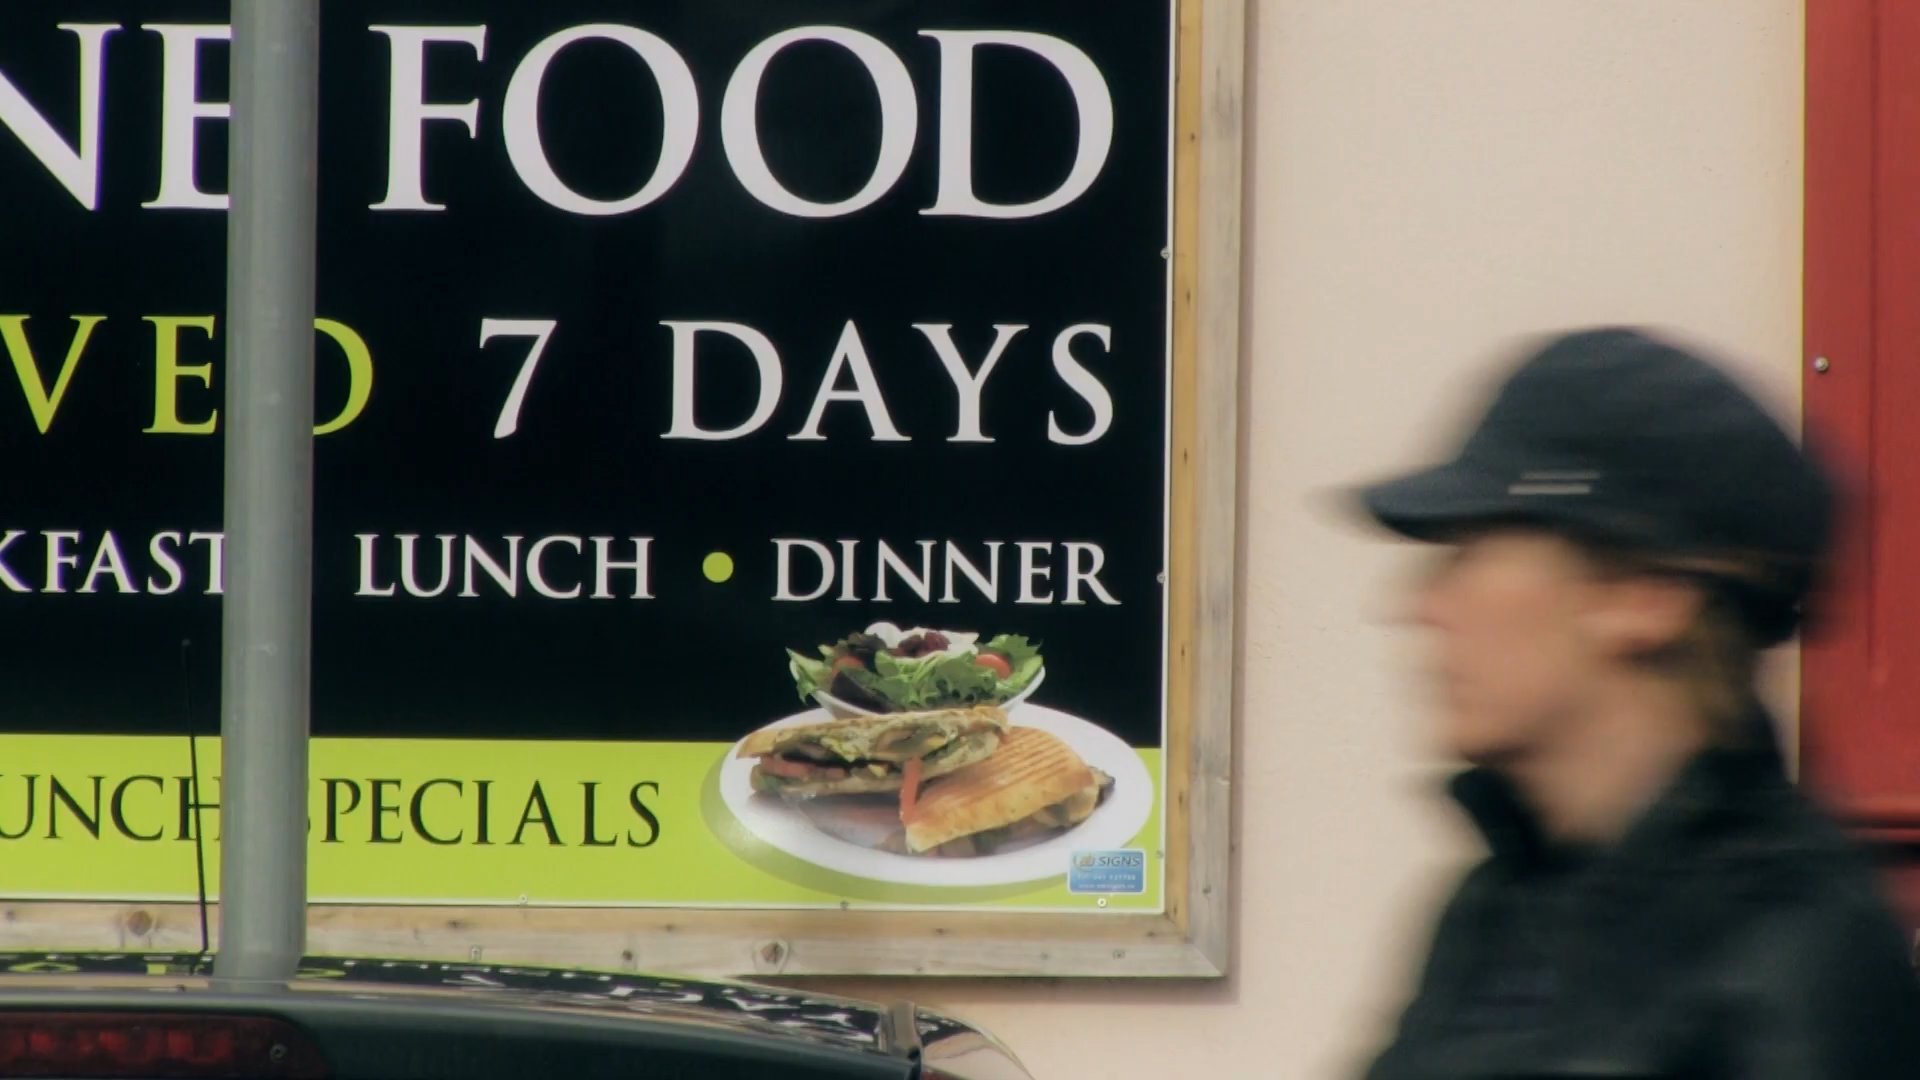 NE FOOD
VED 7 DAYS
KFAST LUNCH • DINNER
UNCH SPECIALS
SIGNS